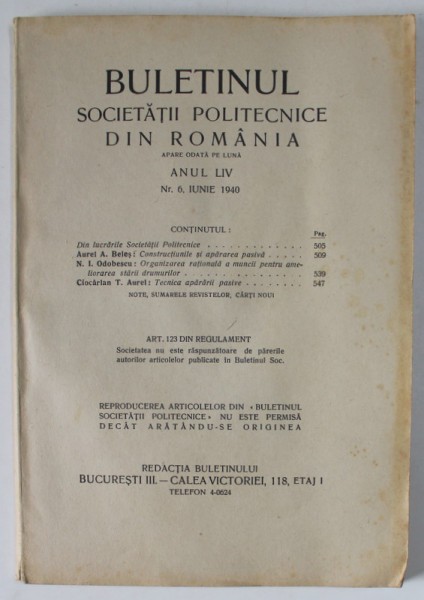 BULETINUL
SOCIETĂȚII POLITECNICE
DIN ROMÂNIA
APARE ODATĂ PE LUNĂ
ANUL LIV
Nr. 6, IUNIE 1940
CONȚINUTUL:
Pag.
Din lucrările Societății Politecnice . . . . . . . . . . . . . 505
Aurel A. Beleș: Construcțiunile și apărarea pasivă . . . . . 509
N. I. Odobescu: Organizarea rațională a muncii pentru ame-
liorarea stării drumurilor . . . . . . . . . . . . . . . . 539
Ciocârlan T. Aurel: Tecnica apărării pasive . . . . . . . . . 547
NOTE, SUMARELE REVISTELOR, CĂRȚI NOUI
ART. 123 DIN REGULAMENT
Societatea nu este răspunzătoare de părerile
autorilor articolelor publicate în Buletinul Soc.
REPRODUCEREA ARTICOLELOR DIN «BULETINUL
SOCIETĂȚII POLITECNICE» NU ESTE PERMISĂ
DECÂT ARĂTÂNDU-SE ORIGINEA
REDACȚIA BULETINULUI
BUCUREȘTI III. — CALEA VICTORIEI, 118, ETAJ I
TELEFON 4-0624